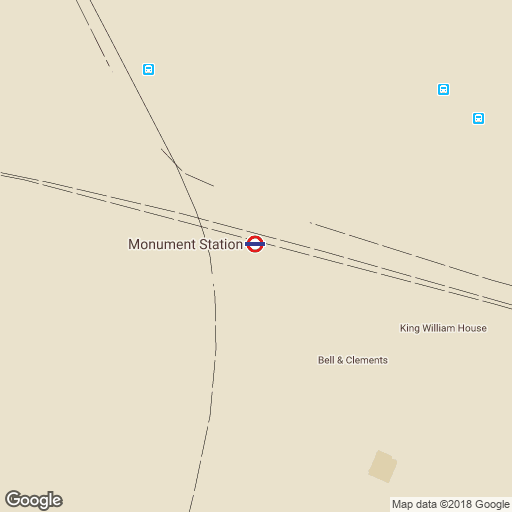 Monument Station
King William House
Bell & Clements
Google
Map data ©2018 Google